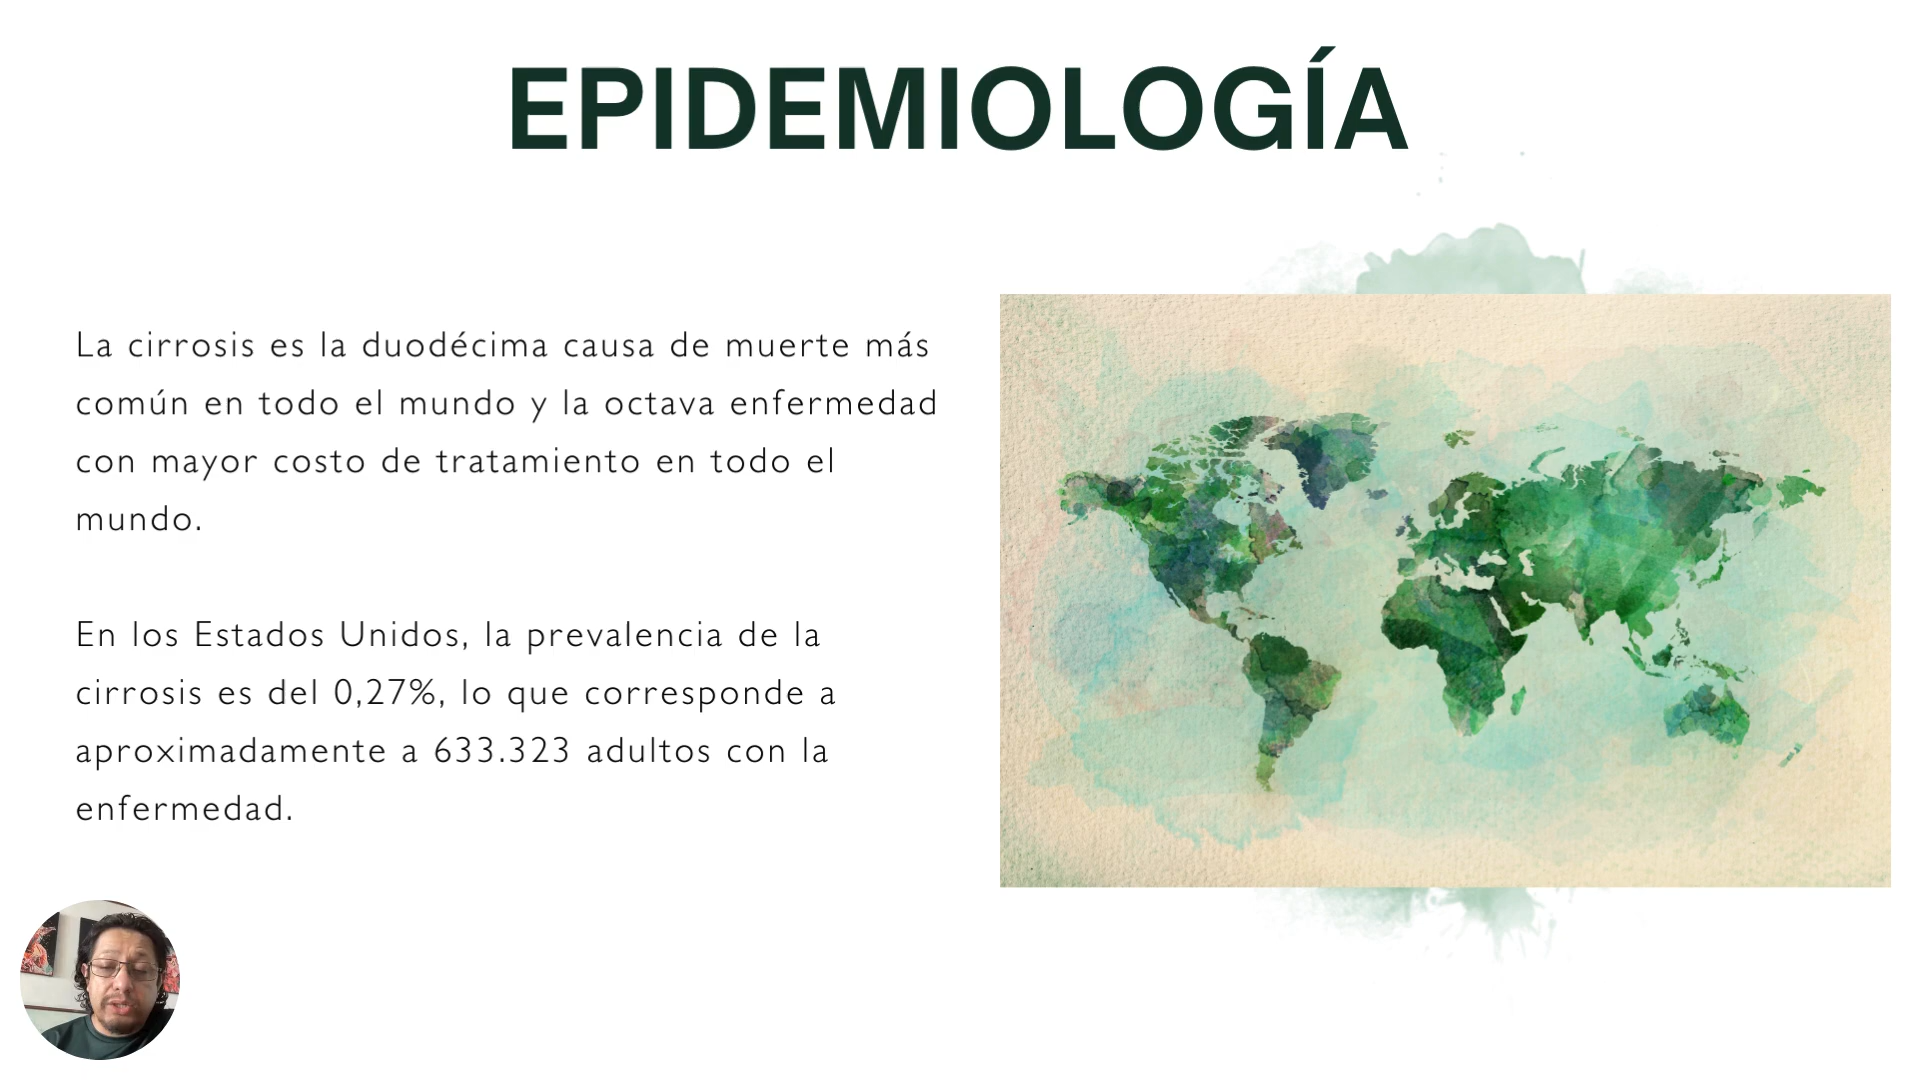 EPIDEMIOLOGÍA
La cirrosis es la duodécima causa de muerte más
común en todo el mundo y la octava enfermedad
con mayor costo de tratamiento en todo el
mundo.
En los Estados Unidos, la prevalencia de la
cirrosis es del 0,27%, lo que corresponde a
aproximadamente a 633.323 adultos con la
enfermedad.